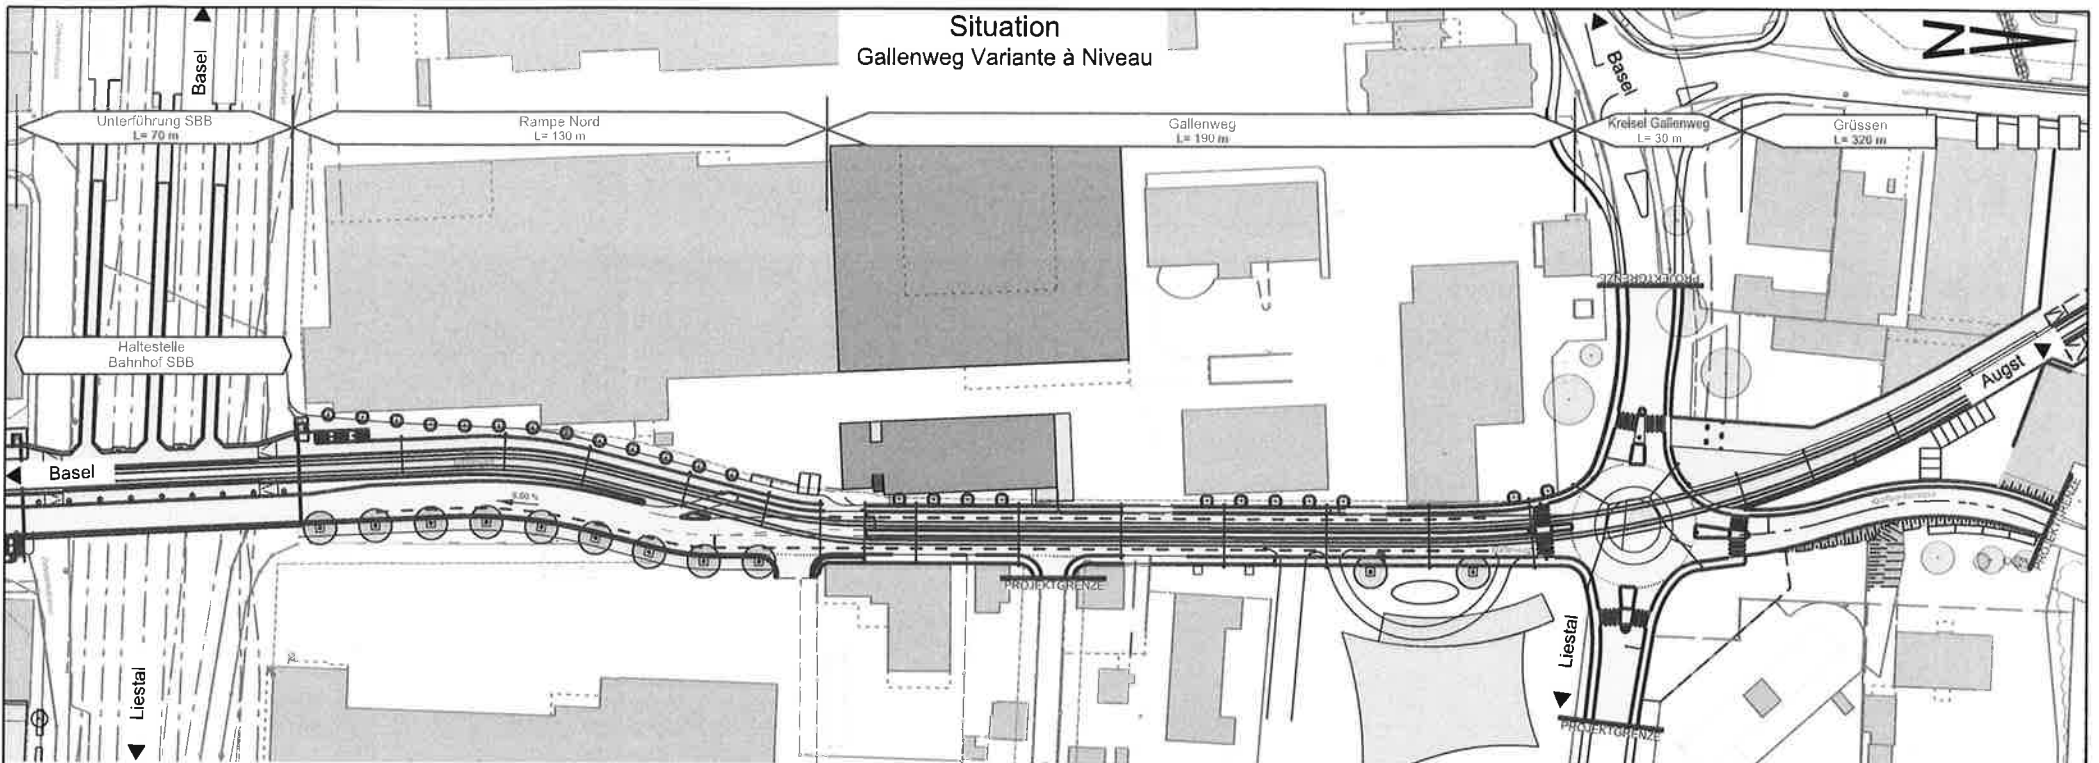 Situation
Gallenweg Variante à Niveau
Basel
Basel
N
Unterführung SBB
L= 70 m
Rampe Nord
L= 130 m
Gallenweg
L= 190 m
Kreisel Gallenweg
L= 30 m
Grüssen
L= 320 m
PROJEKTGRENZE
Haltestelle
Bahnhof SBB
Augst
Basel
PROJEKTGRENZE
PROJEKTGRENZE
Liestal
Liestal
PROJEKTGRENZE